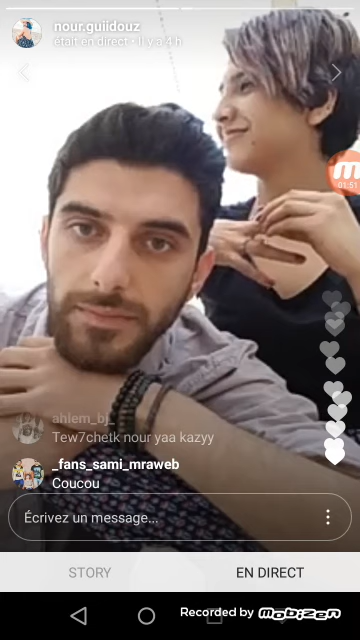 nour.guiidouz
était en direct • Il y a 4 h
01:51
ahlem_bj_
Tew7chetk nour yaa kazyy
_fans_sami_mraweb
Coucou
Écrivez un message...
STORY
EN DIRECT
Recorded by mobizen